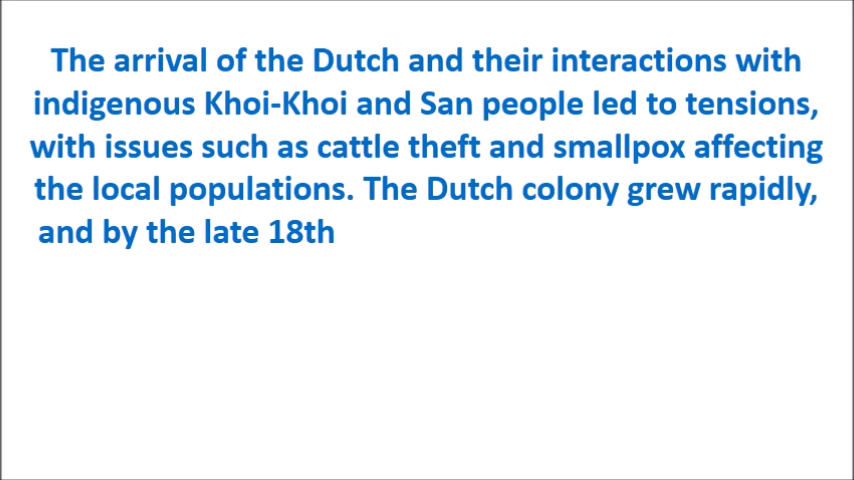 The arrival of the Dutch and their interactions with
indigenous Khoi-Khoi and San people led to tensions,
with issues such as cattle theft and smallpox affecting
the local populations. The Dutch colony grew rapidly,
and by the late 18th